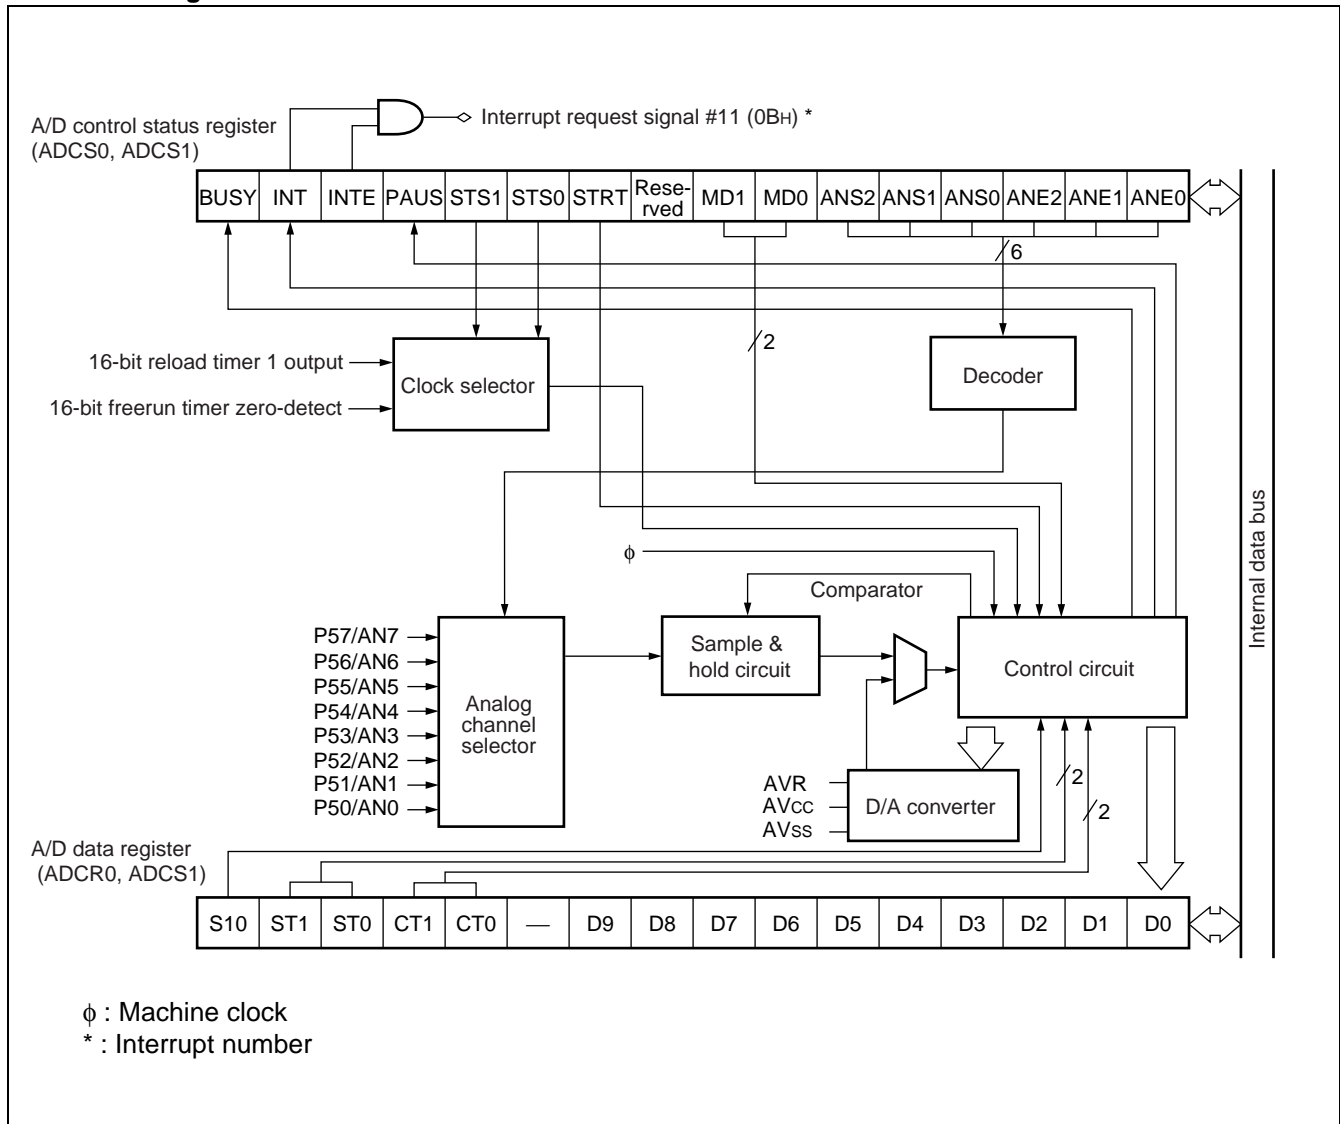 A/D control status register
(ADCS0, ADCS1)
Interrupt request signal #11 (0BH) *
BUSY INT INTE PAUS STS1 STS0 STRT Rese-
rved MD1 MD0 ANS2 ANS1 ANS0 ANE2 ANE1 ANE0
6
2
16-bit reload timer 1 output
16-bit freerun timer zero-detect
Clock selector
Decoder
Internal data bus
φ
Comparator
P57/AN7
P56/AN6
P55/AN5
P54/AN4
P53/AN3
P52/AN2
P51/AN1
P50/AN0
Analog
channel
selector
Sample &
hold circuit
Control circuit
AVR
AVCC
AVSS
D/A converter
2
2
A/D data register
(ADCR0, ADCS1)
S10 ST1 ST0 CT1 CT0 — D9 D8 D7 D6 D5 D4 D3 D2 D1 D0
φ : Machine clock
* : Interrupt number